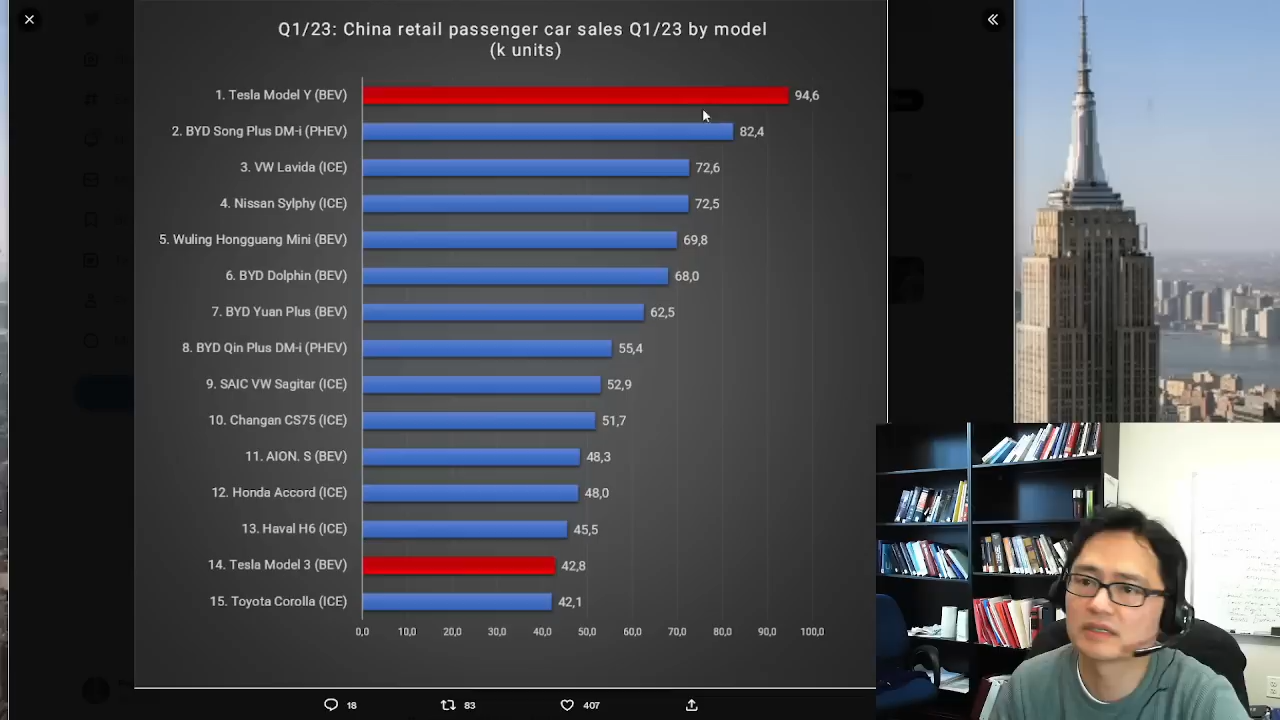 Q1/23: China retail passenger car sales Q1/23 by model
(k units)
1. Tesla Model Y (BEV) 94,6
2. BYD Song Plus DM-i (PHEV) 82,4
3. VW Lavida (ICE) 72,6
4. Nissan Sylphy (ICE) 72,5
5. Wuling Hongguang Mini (BEV) 69,8
6. BYD Dolphin (BEV) 68,0
7. BYD Yuan Plus (BEV) 62,5
8. BYD Qin Plus DM-i (PHEV) 55,4
9. SAIC VW Sagitar (ICE) 52,9
10. Changan CS75 (ICE) 51,7
11. AION. S (BEV) 48,3
12. Honda Accord (ICE) 48,0
13. Haval H6 (ICE) 45,5
14. Tesla Model 3 (BEV) 42,8
15. Toyota Corolla (ICE) 42,1
0,0 10,0 20,0 30,0 40,0 50,0 60,0 70,0 80,0 90,0 100,0
18 83 407